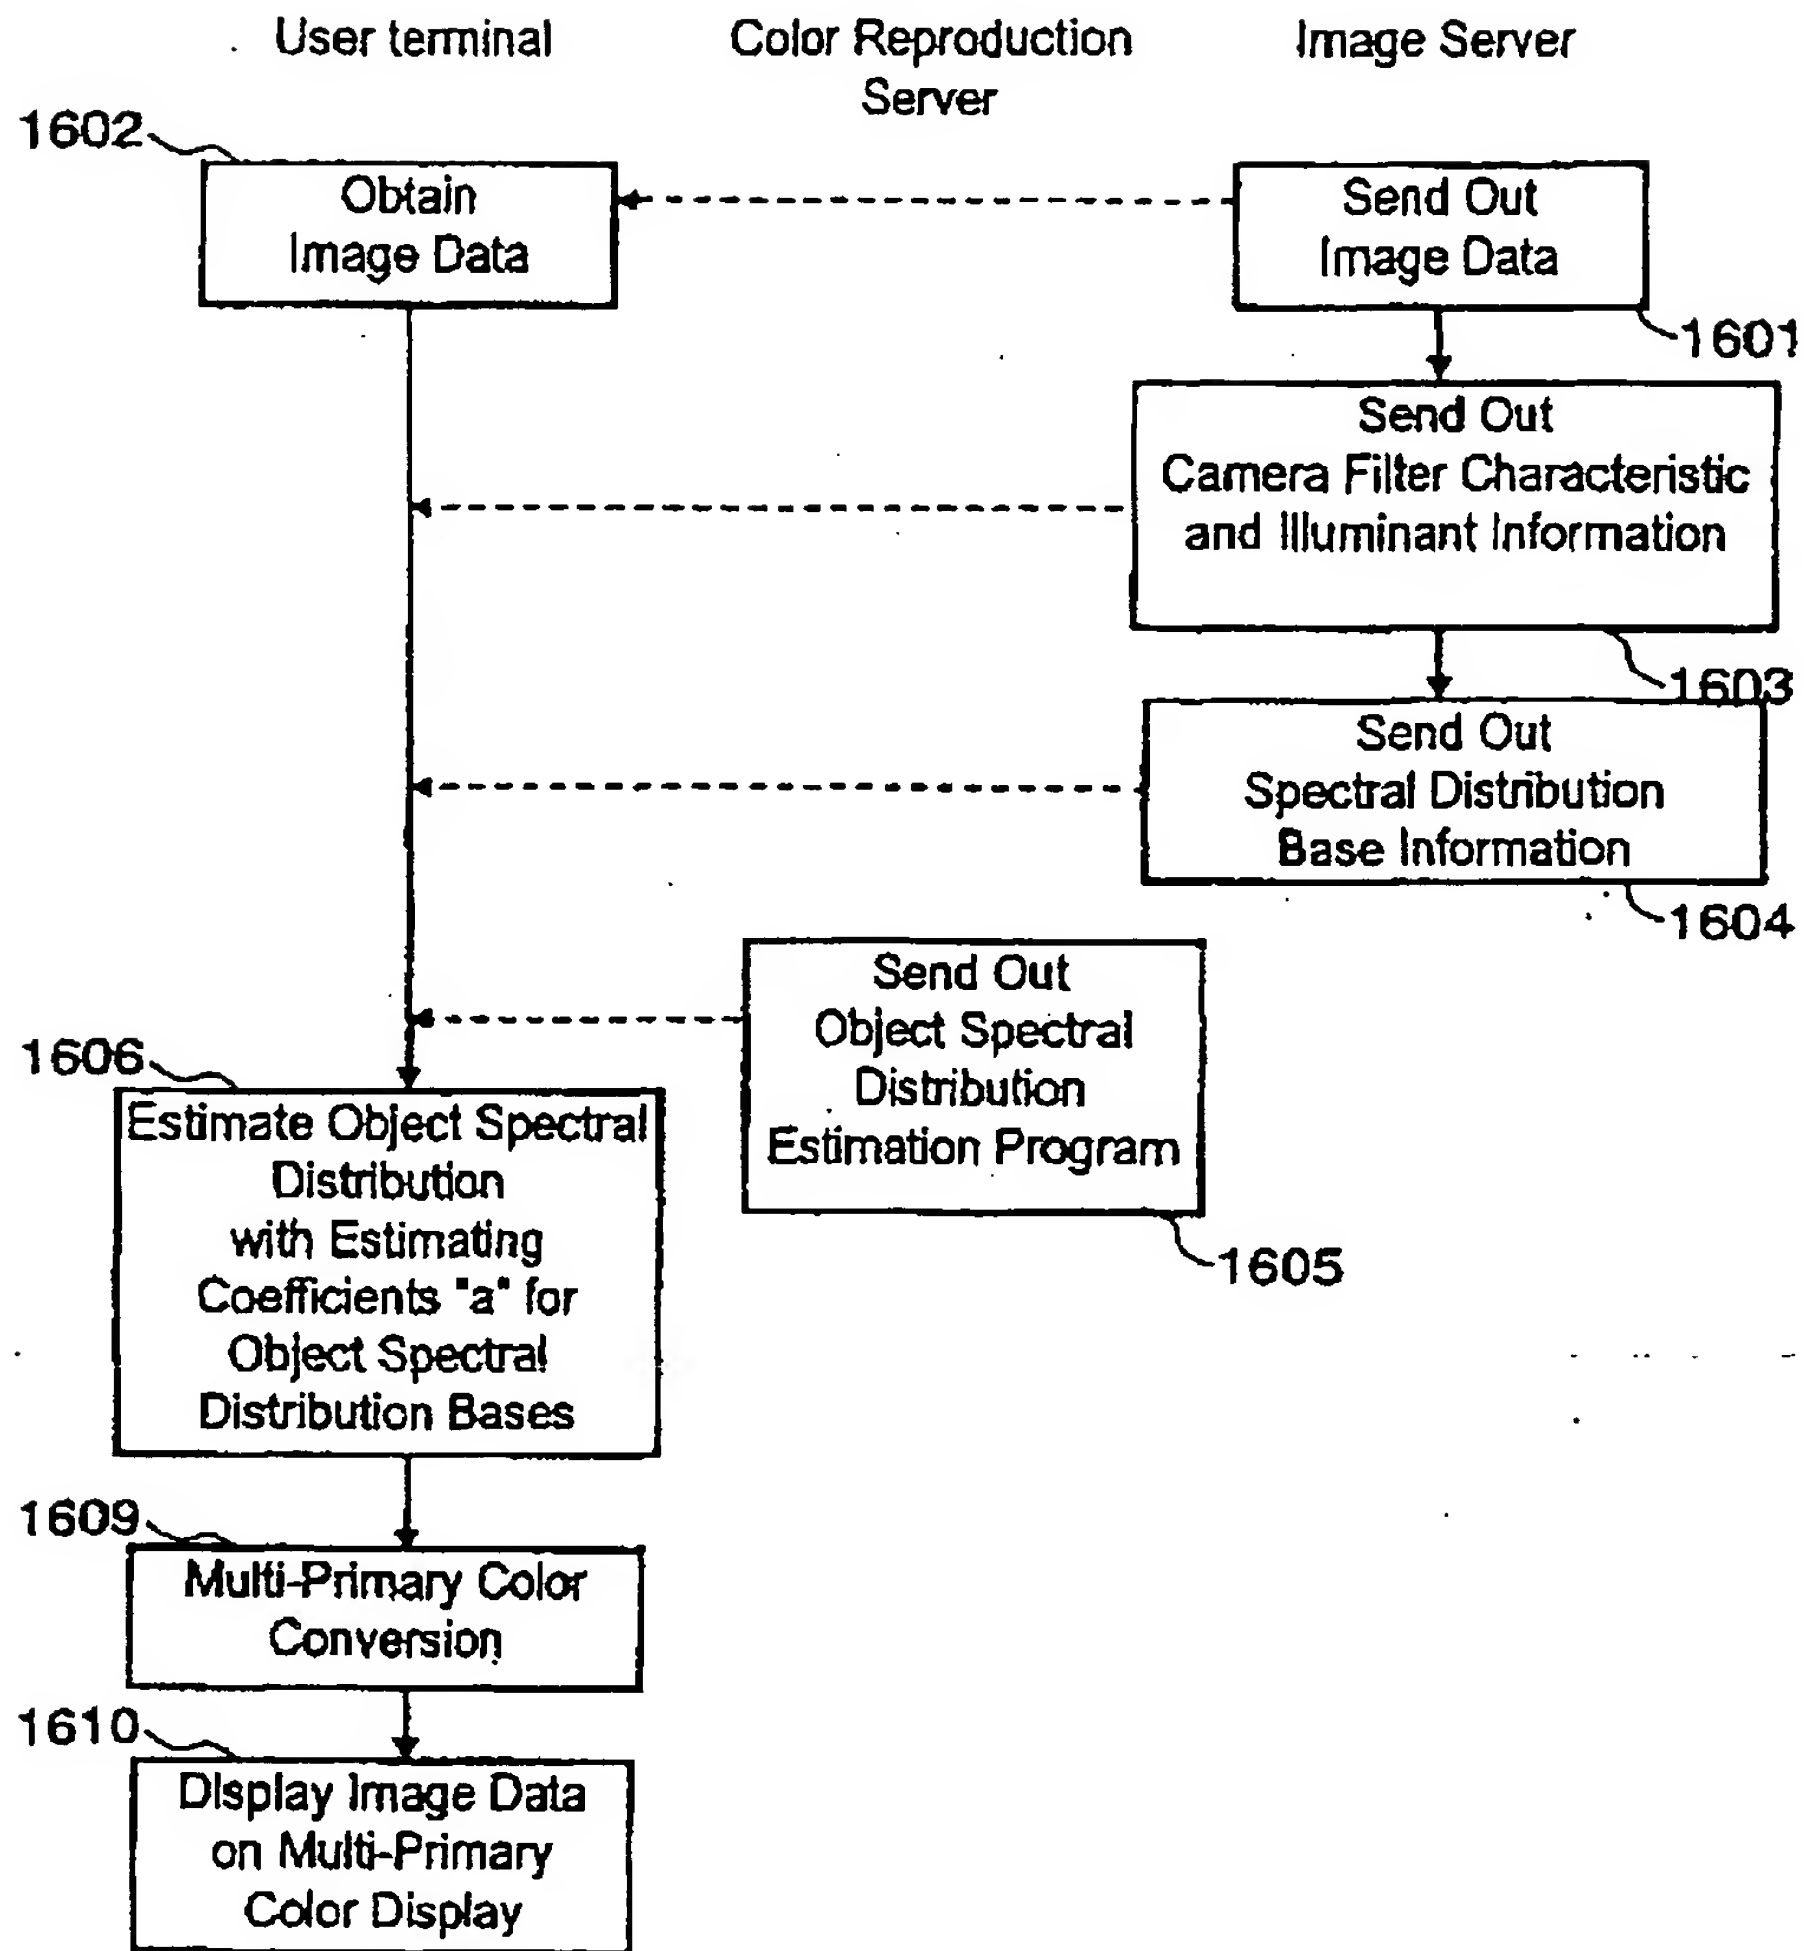 User terminal
Color Reproduction
Server
Image Server
1602
Obtain
Image Data
Send Out
Image Data
1601
Send Out
Camera Filter Characteristic
and Illuminant Information
1603
Send Out
Spectral Distribution
Base Information
1604
Send Out
Object Spectral
Distribution
Estimation Program
1605
1606
Estimate Object Spectral
Distribution
with Estimating
Coefficients "a" for
Object Spectral
Distribution Bases
1609
Multi-Primary Color
Conversion
1610
Display Image Data
on Multi-Primary
Color Display